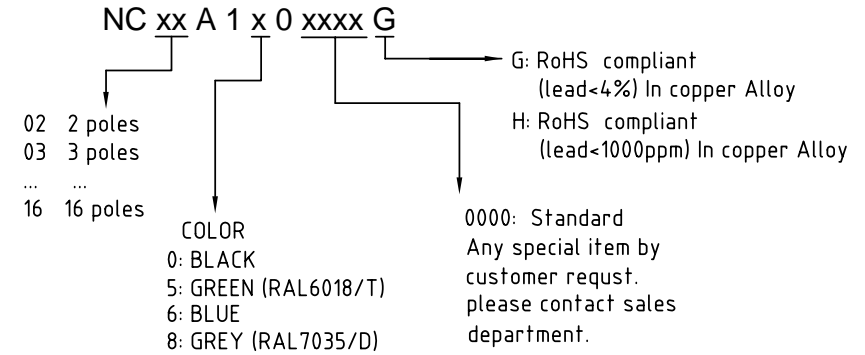 NC xx A 1 x 0 xxxx G
G: RoHS compliant
(lead<4%) In copper Alloy
H: RoHS compliant
(lead<1000ppm) In copper Alloy
02 2 poles
03 3 poles
... ...
16 16 poles
COLOR
0: BLACK
5: GREEN (RAL6018/T)
6: BLUE
8: GREY (RAL7035/D)
0000: Standard
Any special item by
customer requst.
please contact sales
department.